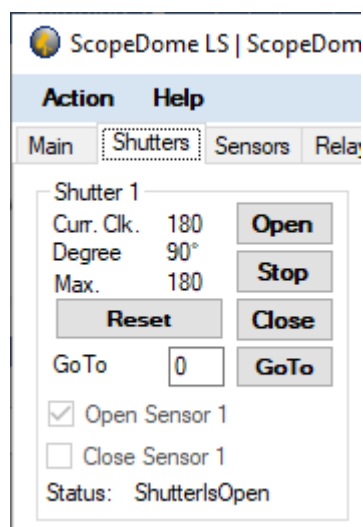 ScopeDome LS | ScopeDom
Action Help
Main Shutters Sensors Relay
Shutter 1
Curr. Clk. 180 Open
Degree 90°
Max. 180 Stop
Reset Close
GoTo 0 GoTo
Open Sensor 1
Close Sensor 1
Status: ShutterIsOpen